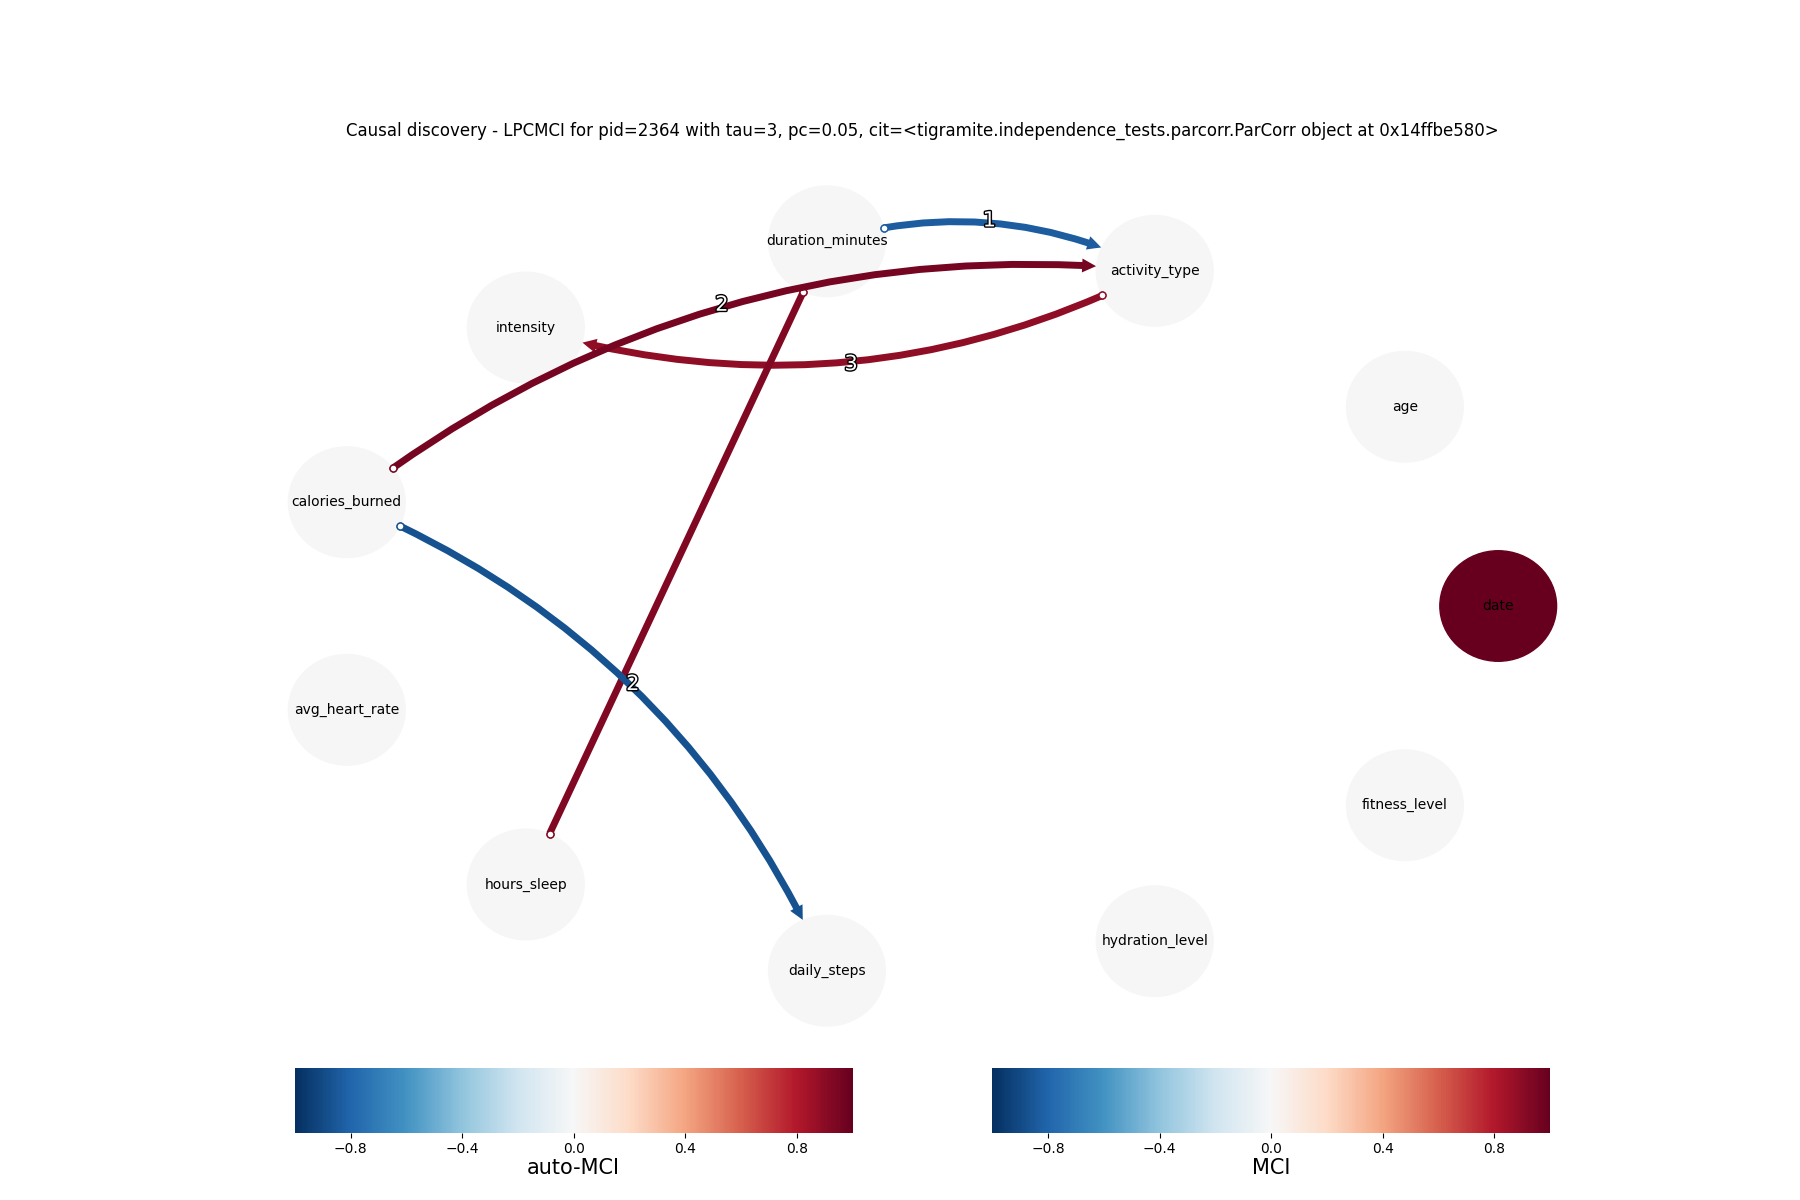 Causal discovery - LPCMCI for pid=2364 with tau=3, pc=0.05, cit=<tigramite.independence_tests.parcorr.ParCorr object at 0x14ffbe580>
1
duration_minutes
activity_type
2
intensity
3
age
calories_burned
date
2
avg_heart_rate
fitness_level
hours_sleep
hydration_level
daily_steps
−0.8 −0.4 0.0 0.4 0.8
auto-MCI
−0.8 −0.4 0.0 0.4 0.8
MCI